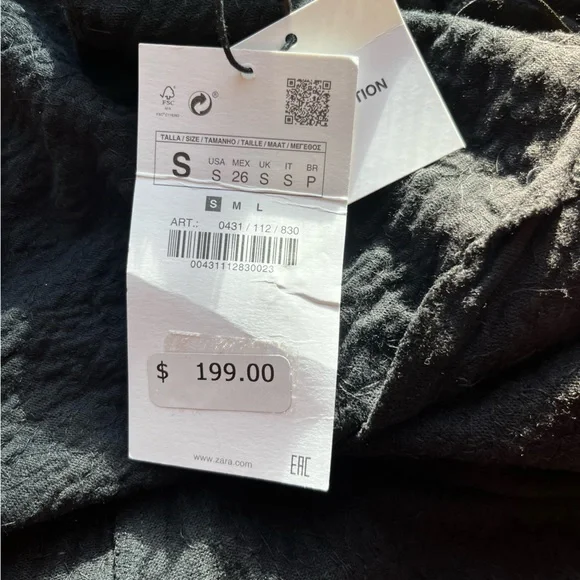 TION
FSC
TALLA / SIZE / TAMANHO / TAILLE / MAAT / ΜΕΓΕΘΟΣ
S USA MEX UK IT BR
S 26 S S P
S M L
ART.: 0431 / 112 / 830
00431112830023
$ 199.00
www.zara.com
EAC